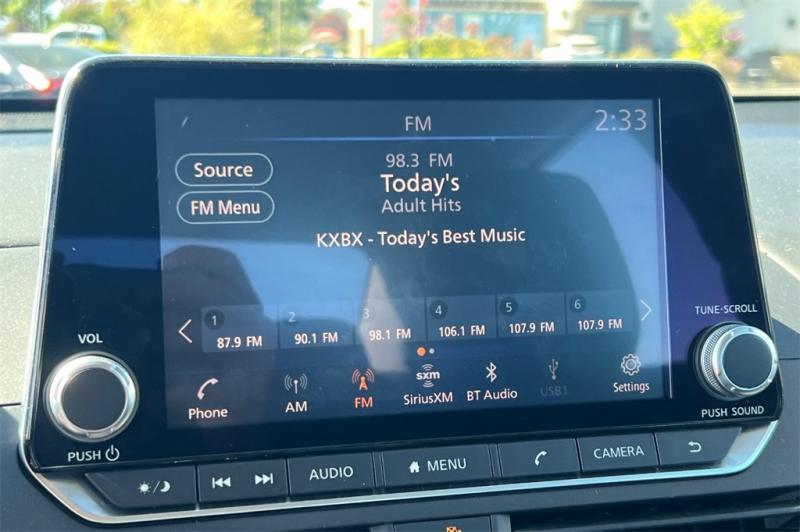 FM
2:33
Source
98.3 FM
Today's
Adult Hits
FM Menu
KXBX - Today's Best Music
1
87.9 FM
2
90.1 FM
3
98.1 FM
4
106.1 FM
5
107.9 FM
6
107.9 FM
VOL
TUNE·SCROLL
Phone
AM
FM
sxm
SiriusXM
BT Audio
USB1
Settings
PUSH
PUSH SOUND
AUDIO
MENU
CAMERA